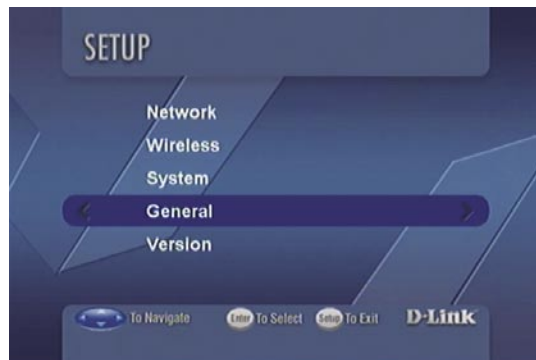 SETUP
Network
Wireless
System
General
Version
To Navigate Enter To Select Setup To Exit D-Link